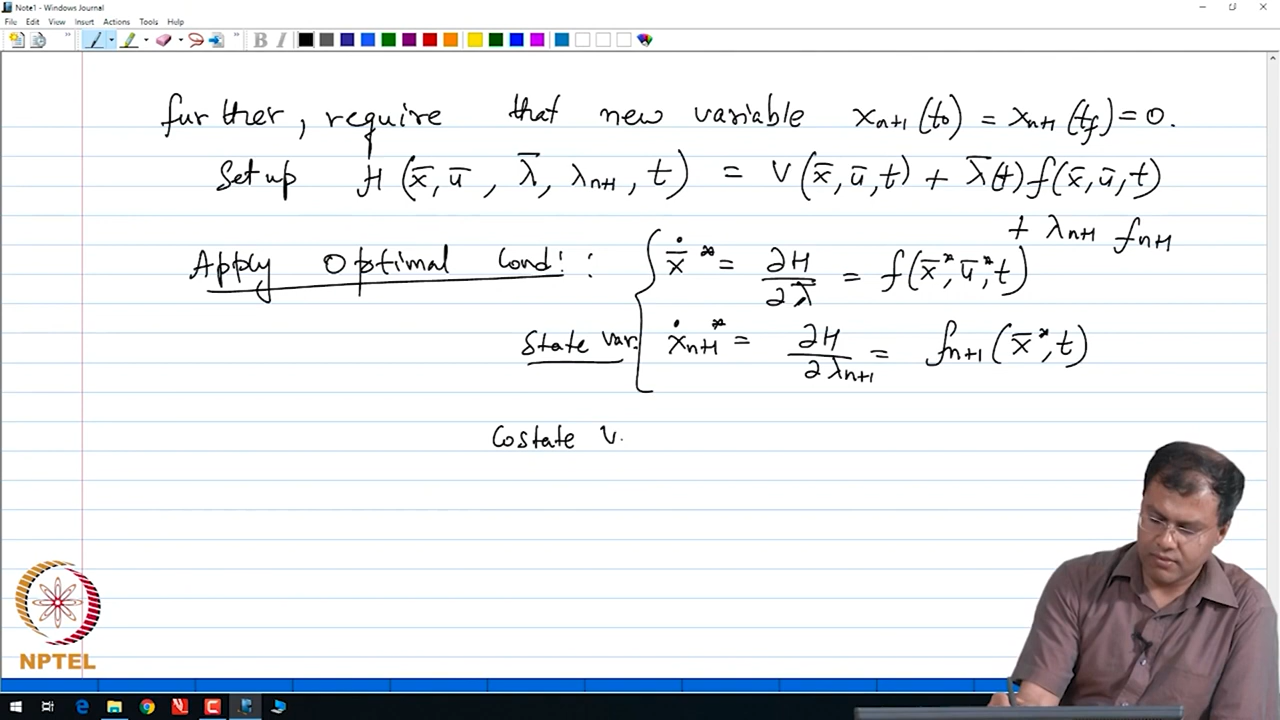 Note1 - Windows Journal
File Edit View Insert Actions Tools Help
further, require that new variable xₙ₊₁(t₀) = xₙ₊₁(t_f) = 0.
Set up H(x̄, ū, λ̄, λₙ₊₁, t) = V(x̄, ū, t) + λ̄(t) f(x̄, ū, t)
+ λₙ₊₁ fₙ₊₁
Apply Optimal Cond!: { ẋ̄* = ∂H/∂λ̄ = f(x̄*, ū*, t)
State var. ẋₙ₊₁* = ∂H/∂λₙ₊₁ = fₙ₊₁(x̄*, t)
Costate V.
NPTEL